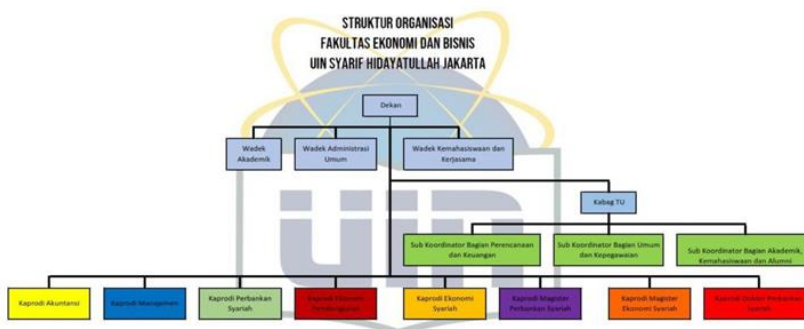 STRUKTUR ORGANISASI
FAKULTAS EKONOMI DAN BISNIS
UIN SYARIF HIDAYATULLAH JAKARTA
Dekan
Wadek
Akademik
Wadek Administrasi
Umum
Wadek Kemahasiswaan dan
Kerjasama
Kabag TU
Sub Koordinator Bagian Perencanaan
dan Keuangan
Sub Koordinator Bagian Umum
dan Kepegawaian
Sub Koordinator Bagian Akademik,
Kemahasiswaan dan Alumni
Kaprodi Akuntansi
Kaprodi Manajemen
Kaprodi Perbankan
Syariah
Kaprodi Ekonomi
Pembangunan
Kaprodi Ekonomi
Syariah
Kaprodi Magister
Perbankan Syariah
Kaprodi Magister
Ekonomi Syariah
Kaprodi Doktor Perbankan
Syariah
UIN